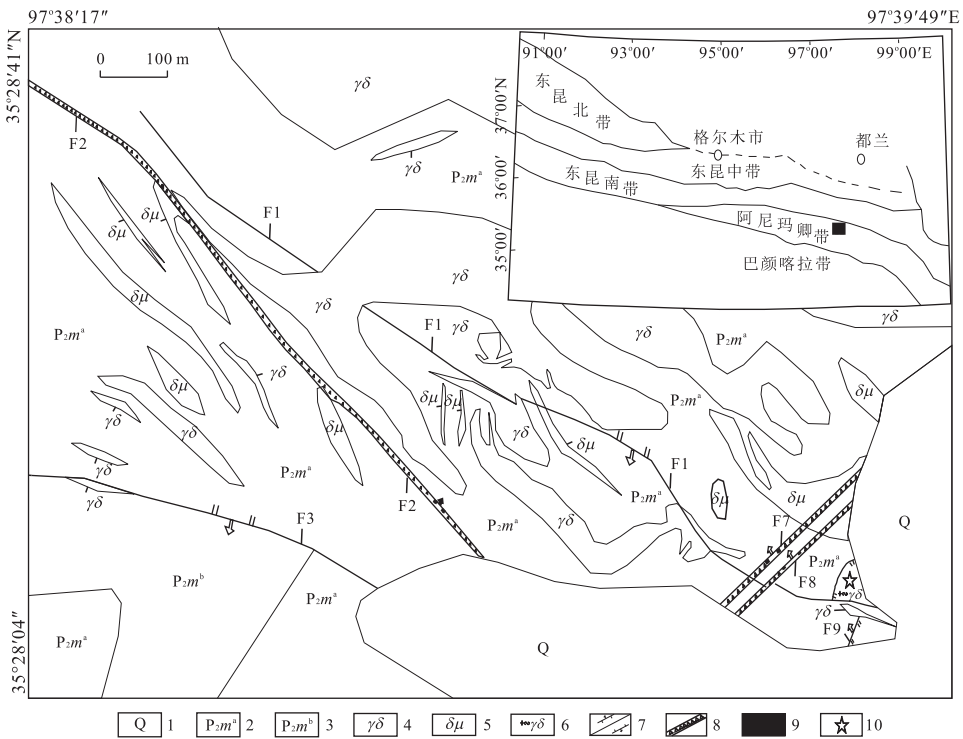 97°38′17″
97°39′49″E
35°28′41″N
35°28′04″
0 100 m
91°00′
93°00′
95°00′
97°00′
99°00′E
37°00′N
36°00′
35°00′
东昆北带
格尔木市
都兰
东昆中带
东昆南带
阿尼玛卿带
巴颜喀拉带
γδ
F2
γδ
P₂mᵃ
δμ
δμ
F1
γδ
δμ
γδ
P₂mᵃ
F1
γδ
γδ
P₂mᵃ
γδ
γδ
δμ
δμ
δμ
δμ
P₂mᵃ
γδ
γδ
δμ
γδ
δμ
γδ
P₂mᵃ
F1
γδ
F2
P₂mᵃ
δμ
δμ
F3
P₂mᵃ
γδ
F7
Q
P₂mᵃ
F8
P₂mᵇ
P₂mᵃ
γδ
γδ
F9
P₂mᵃ
Q
Q 1 P₂mᵃ 2 P₂mᵇ 3 γδ 4 δμ 5 γδ 6 7 8 9 10